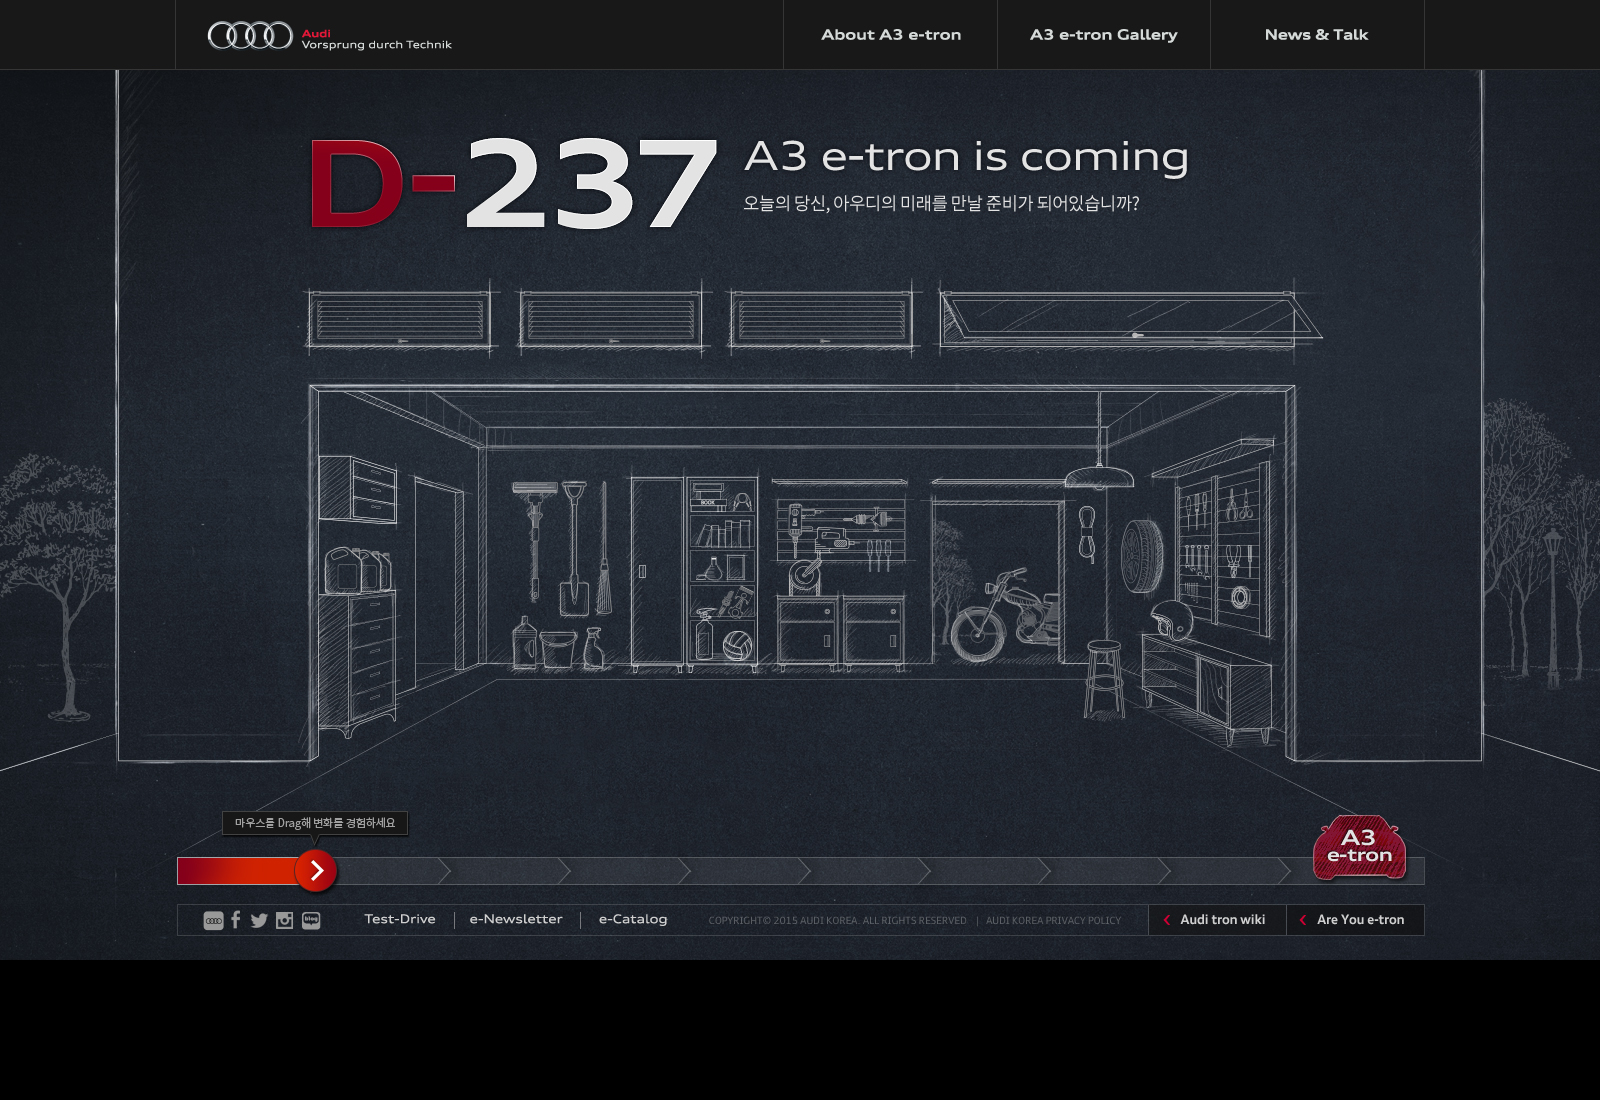 Audi
Vorsprung durch Technik
About A3 e-tron
A3 e-tron Gallery
News & Talk
D-237
A3 e-tron is coming
오늘의 당신, 아우디의 미래를 만날 준비가 되어있습니까?
BOOK
마우스를 Drag해 변화를 경험하세요
A3
e-tron
blog
Test-Drive
e-Newsletter
e-Catalog
COPYRIGHT© 2015 AUDI KOREA. ALL RIGHTS RESERVED | AUDI KOREA PRIVACY POLICY
Audi tron wiki
Are You e-tron